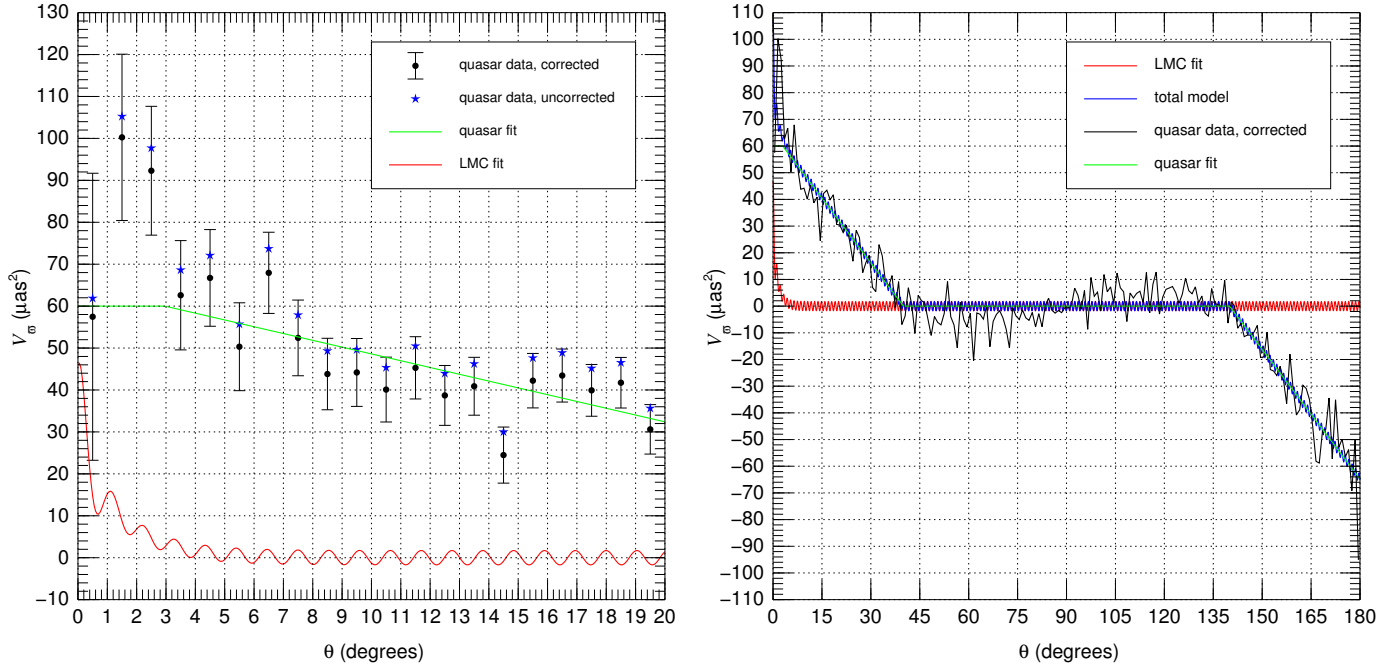 130
120
110
100
90
80
70
60
50
40
30
20
10
0
−10
V_ϖ (μas²)
quasar data, corrected
quasar data, uncorrected
quasar fit
LMC fit
0 1 2 3 4 5 6 7 8 9 10 11 12 13 14 15 16 17 18 19 20
θ (degrees)
110
100
90
80
70
60
50
40
30
20
10
0
−10
−20
−30
−40
−50
−60
−70
−80
−90
−100
−110
V_ϖ (μas²)
LMC fit
total model
quasar data, corrected
quasar fit
0 15 30 45 60 75 90 105 120 135 150 165 180
θ (degrees)